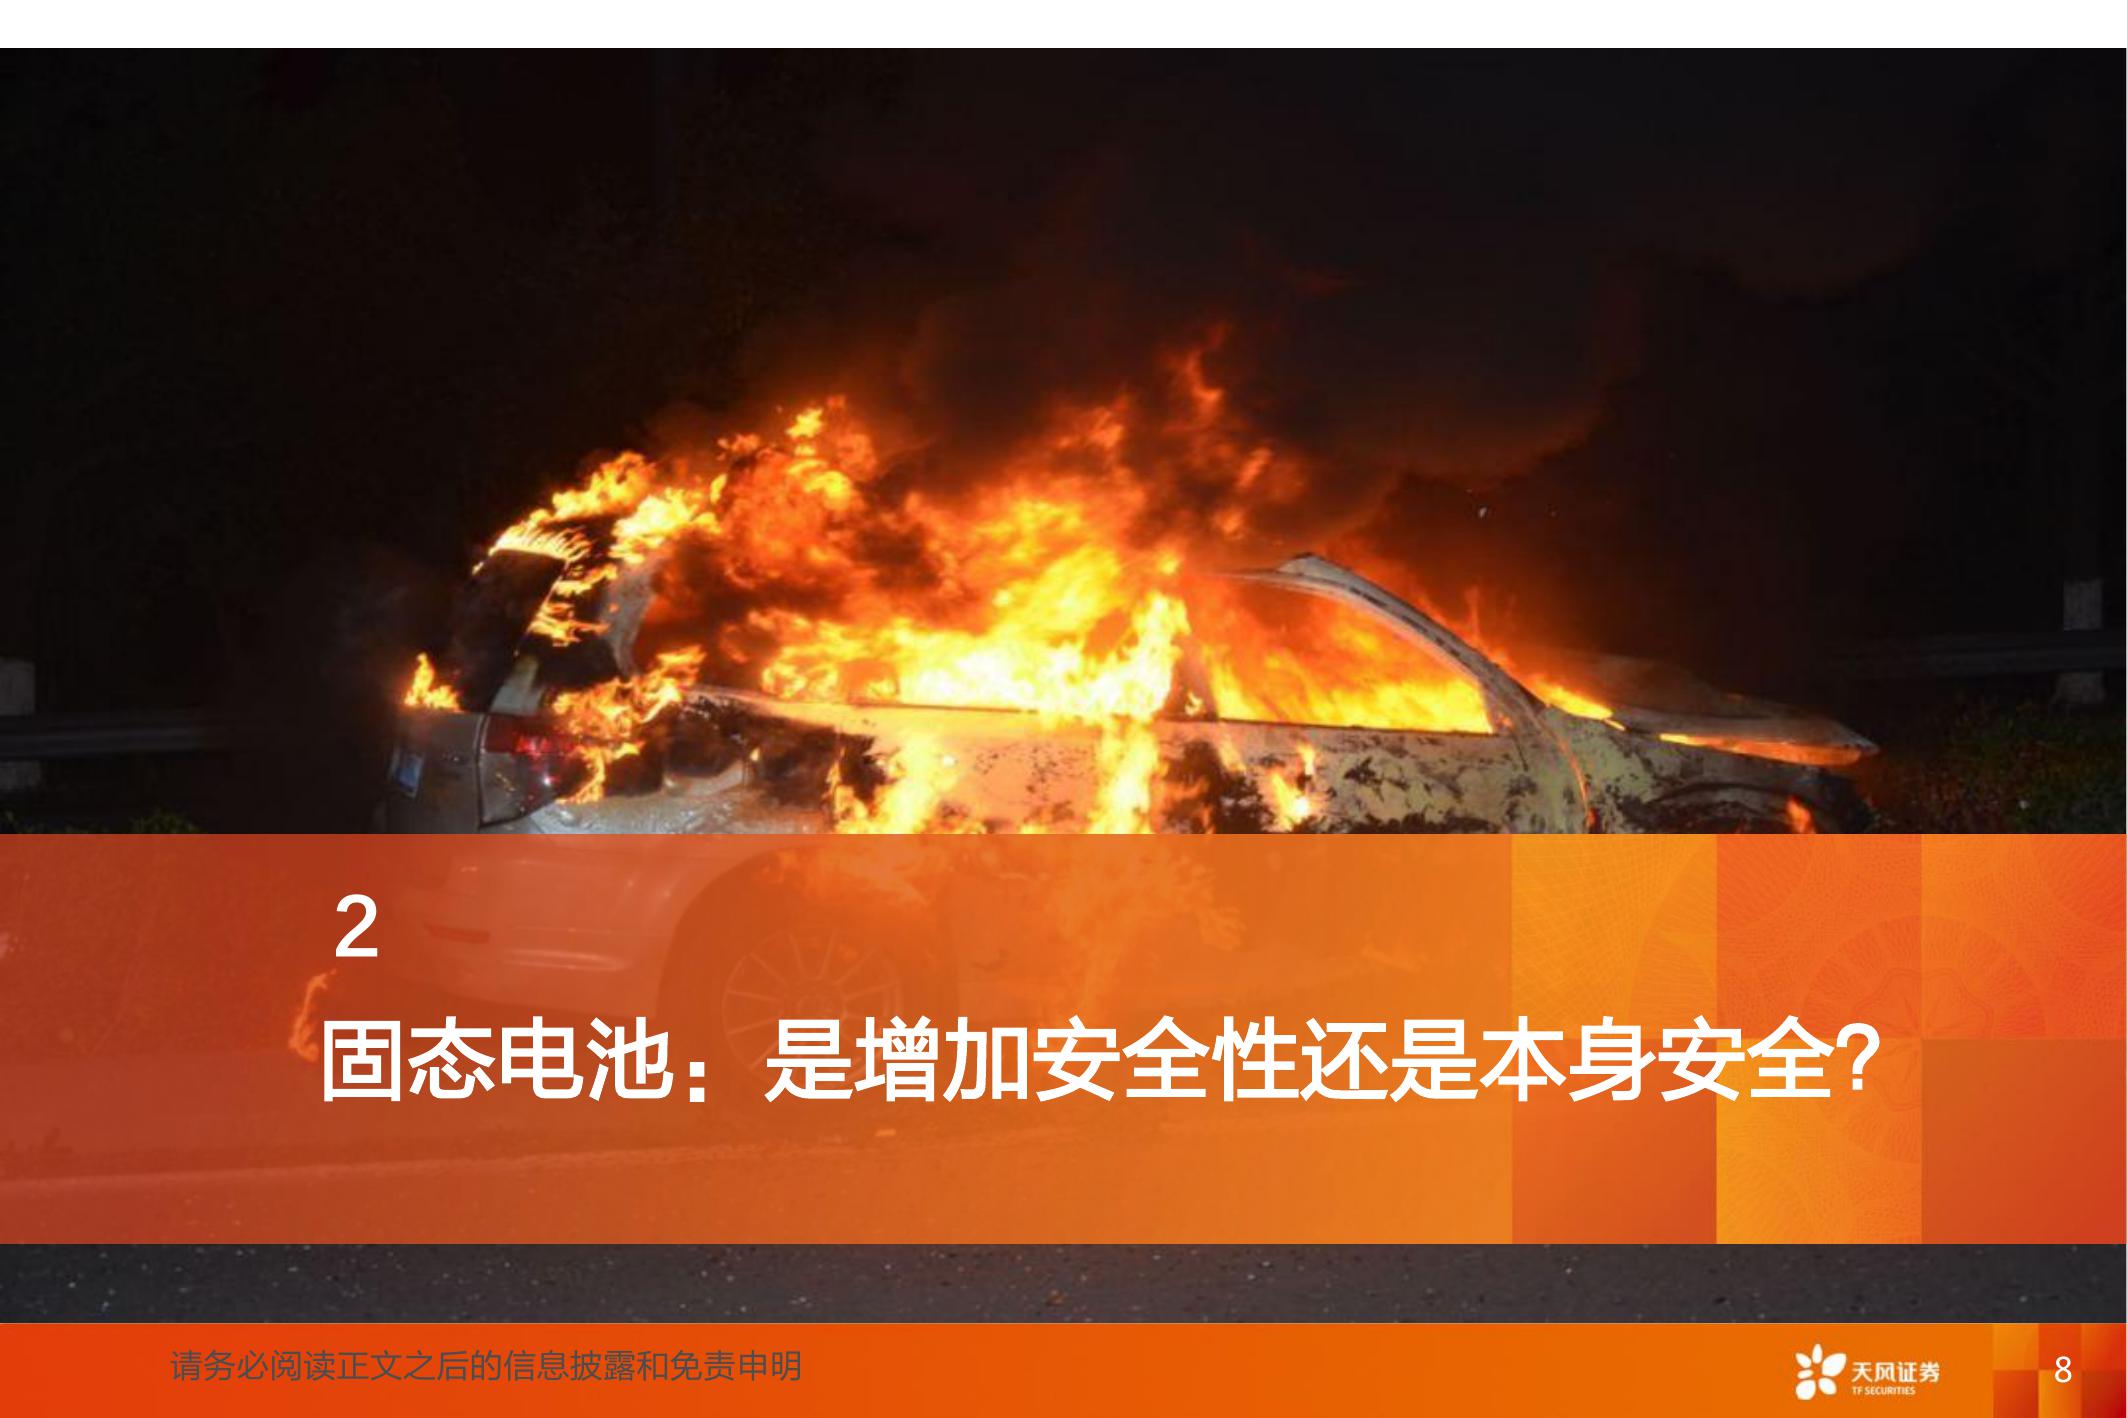 2
固态电池：是增加安全性还是本身安全？
请务必阅读正文之后的信息披露和免责申明
天风证券
TF SECURITIES
8